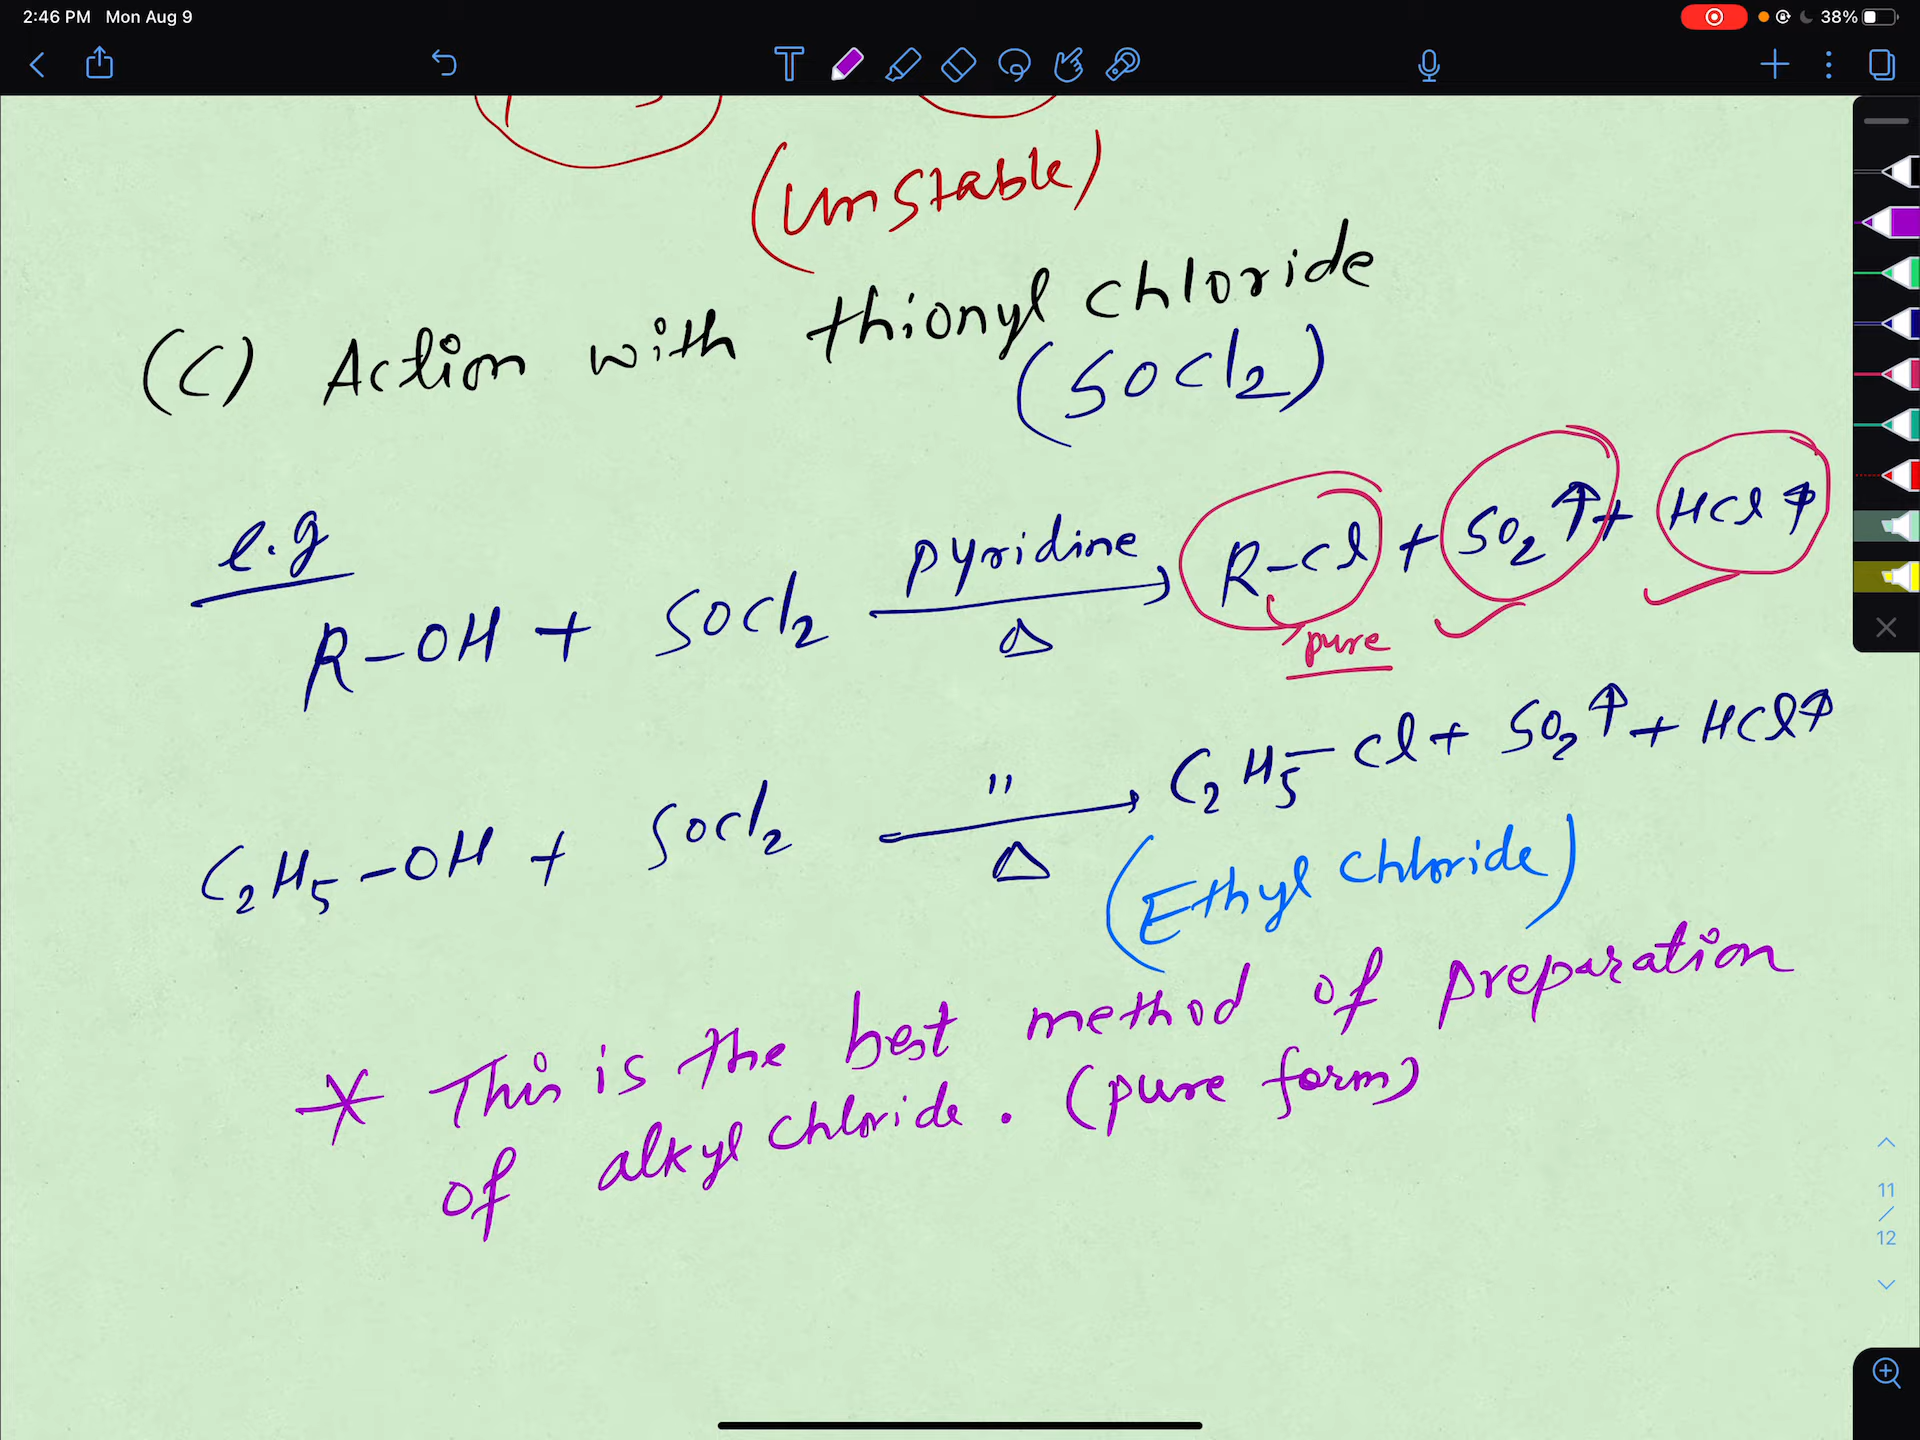 2:46 PM Mon Aug 9
38%
(Unstable)
(C) Action with thionyl chloride
(SOCl2)
e.g
R-OH + SOCl2 pyridine Δ → R-Cl + SO2↑ + HCl↑
pure
C2H5-OH + SOCl2 " Δ → C2H5-Cl + SO2↑ + HCl↑
(Ethyl chloride)
* This is the best method of preparation
of alkyl chloride. (pure form)
11
/
12